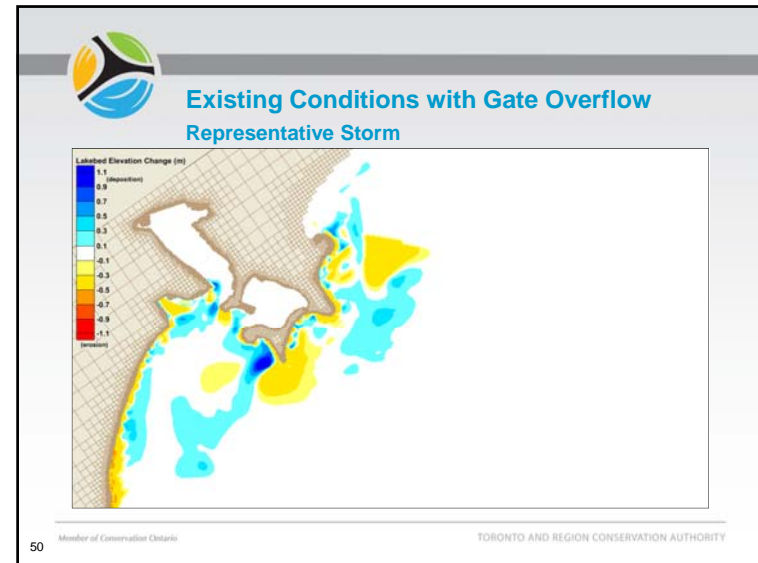 Existing Conditions with Gate Overflow
Representative Storm
Lakebed Elevation Change (m)
1.1
(deposition)
0.9
0.7
0.5
0.3
0.1
-0.1
-0.3
-0.5
-0.7
-0.9
-1.1
(erosion)
Member of Conservation Ontario
TORONTO AND REGION CONSERVATION AUTHORITY
50